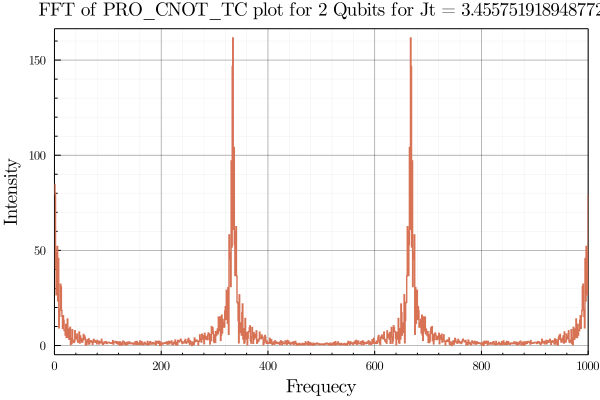 FFT of PRO_CNOT_TC plot for 2 Qubits for Jt = 3.455751918948772
150
100
50
0
Intensity
0 200 400 600 800 1000
Frequecy